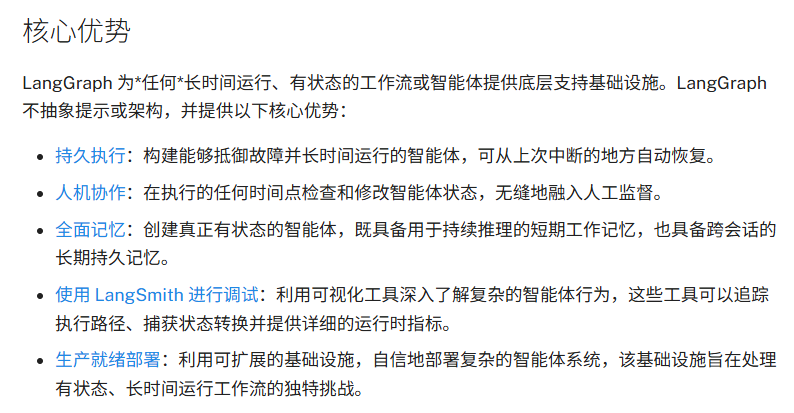 核心优势
LangGraph 为*任何*长时间运行、有状态的工作流或智能体提供底层支持基础设施。LangGraph
不抽象提示或架构，并提供以下核心优势：
• 持久执行：构建能够抵御故障并长时间运行的智能体，可从上次中断的地方自动恢复。
• 人机协作：在执行的任何时间点检查和修改智能体状态，无缝地融入人工监督。
• 全面记忆：创建真正有状态的智能体，既具备用于持续推理的短期工作记忆，也具备跨会话的
长期持久记忆。
• 使用 LangSmith 进行调试：利用可视化工具深入了解复杂的智能体行为，这些工具可以追踪
执行路径、捕获状态转换并提供详细的运行时指标。
• 生产就绪部署：利用可扩展的基础设施，自信地部署复杂的智能体系统，该基础设施旨在处理
有状态、长时间运行工作流的独特挑战。